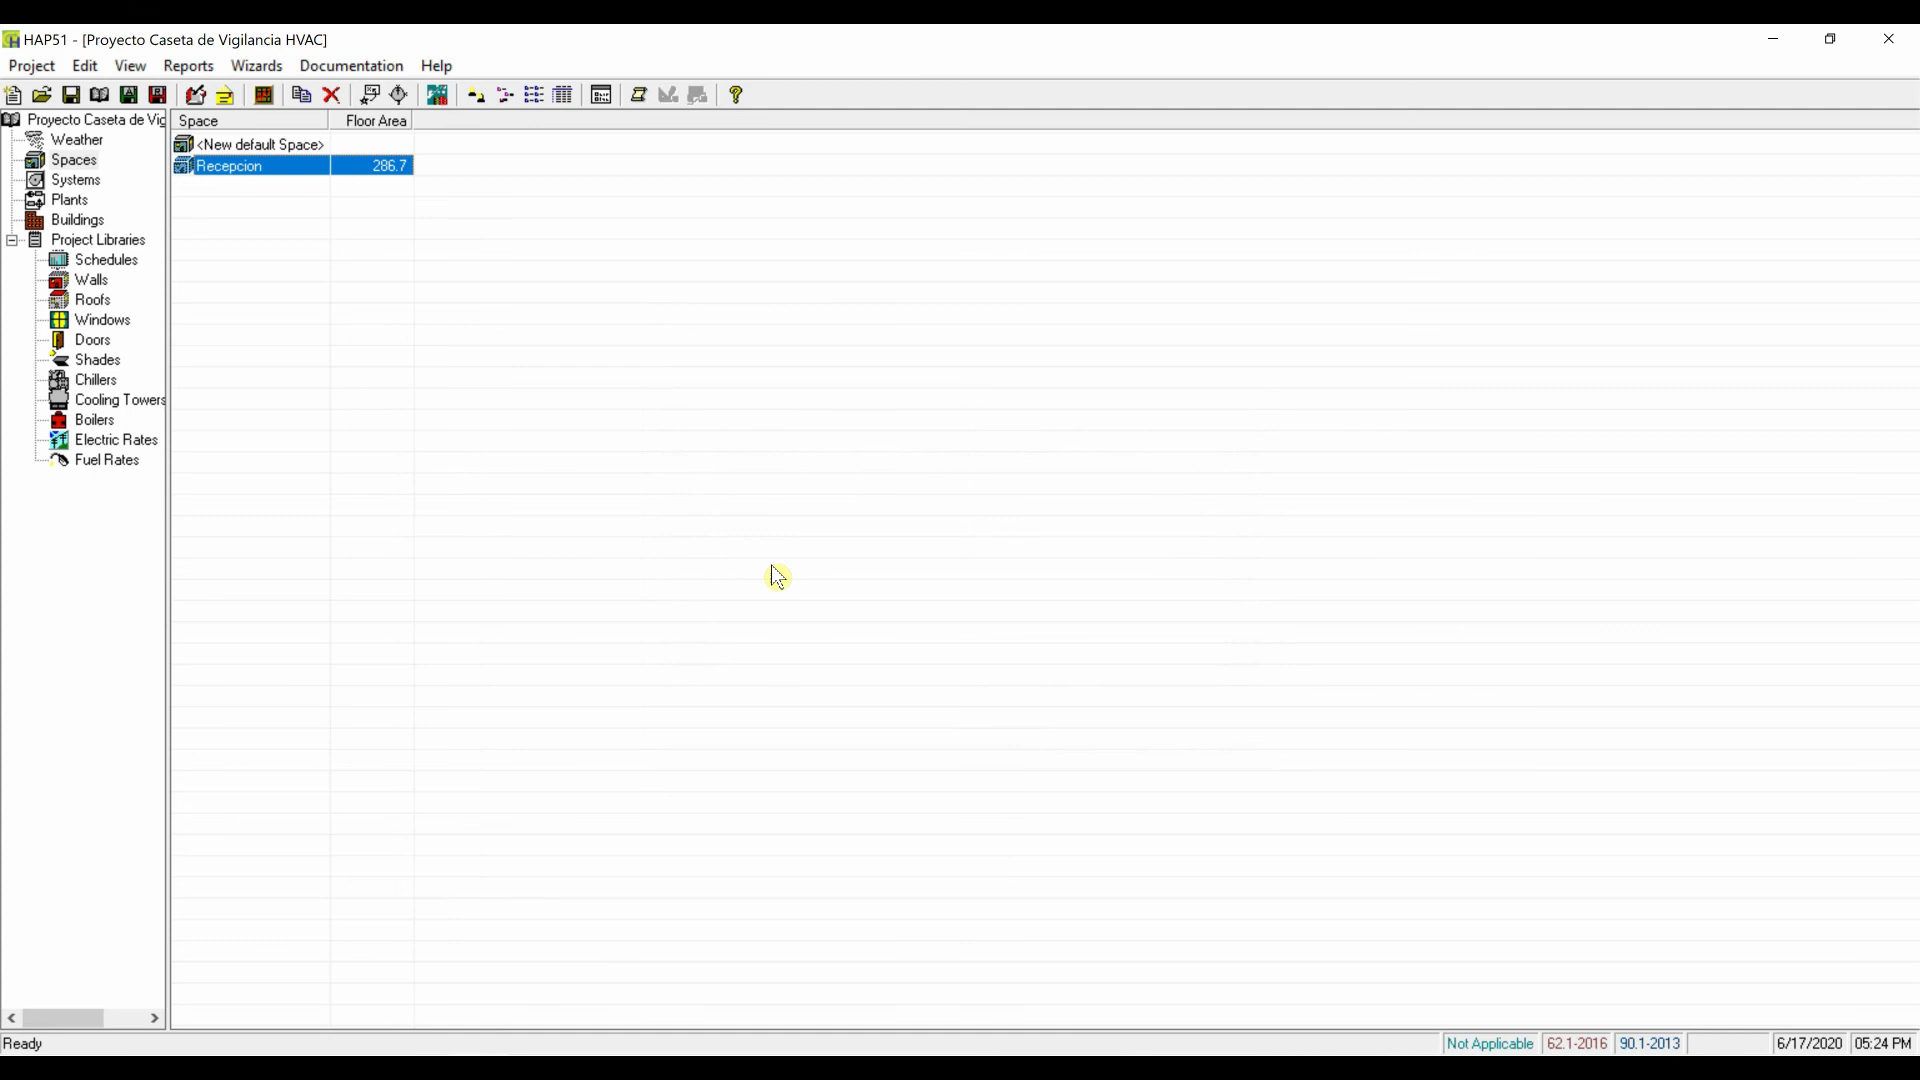 HAP51 - [Proyecto Caseta de Vigilancia HVAC]
Project Edit View Reports Wizards Documentation Help
Proyecto Caseta de Vig
Weather
Spaces
Systems
Plants
Buildings
Project Libraries
Schedules
Walls
Roofs
Windows
Doors
Shades
Chillers
Cooling Towers
Boilers
Electric Rates
Fuel Rates
Space Floor Area
<New default Space>
Recepcion 286.7
Ready Not Applicable 62.1-2016 90.1-2013 6/17/2020 05:24 PM